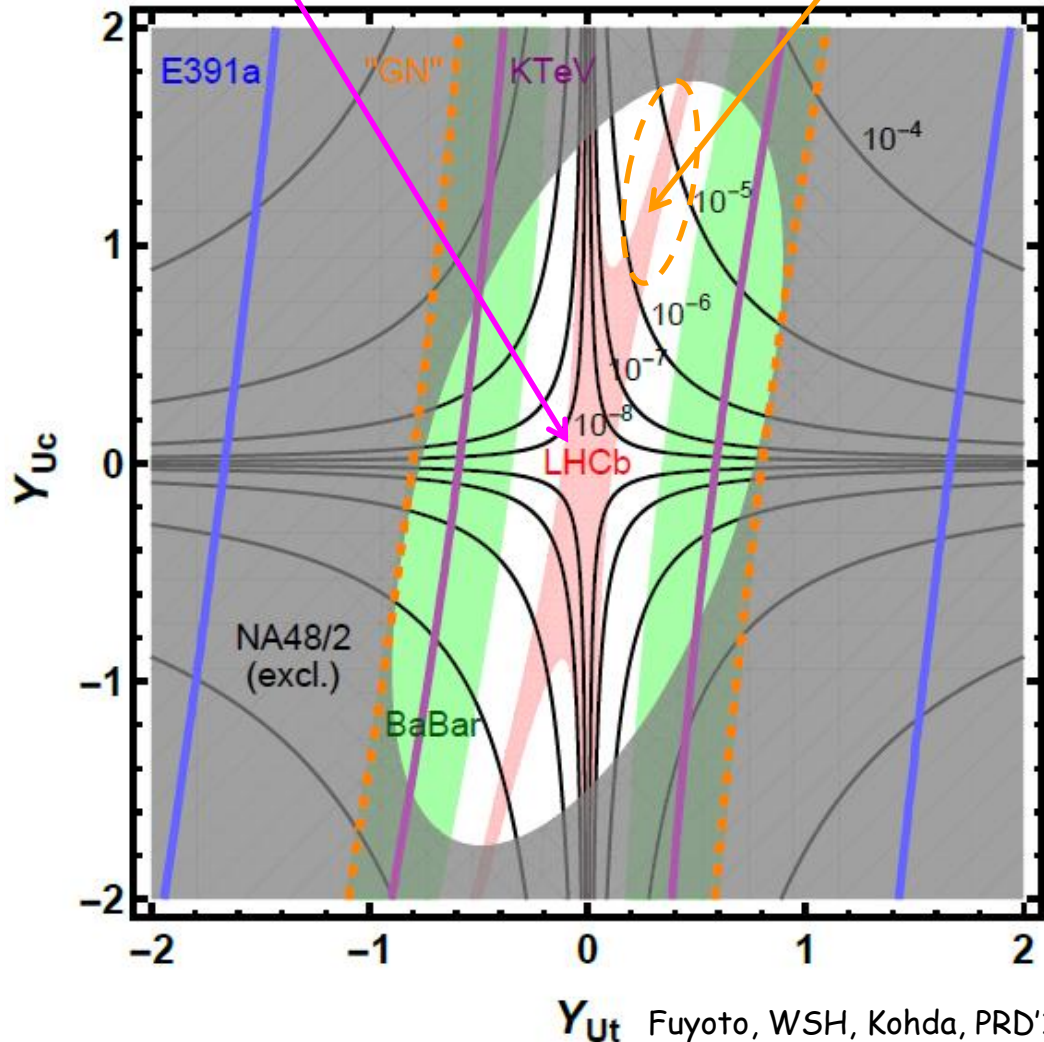 2
E391a
"GN"
KTeV
10⁻⁴
10⁻⁵
1
10⁻⁶
10⁻⁷
10⁻⁸
Y_Uc
0
LHCb
NA48/2
(excl.)
−1
BaBar
−2
−2 −1 0 1 2
Y_Ut Fuyoto, WSH, Kohda, PRD'